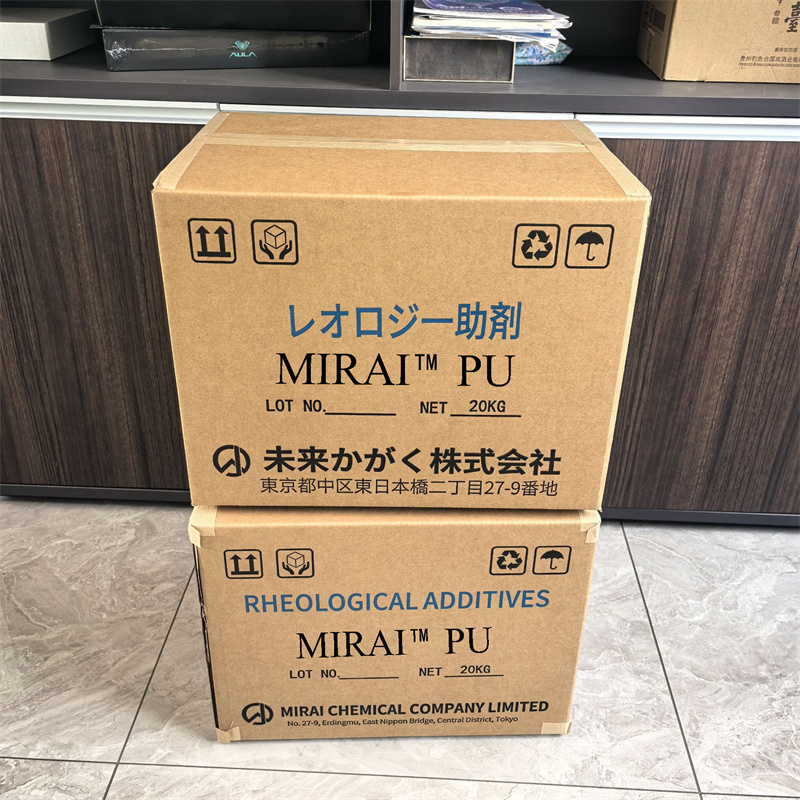 AULA
レオロジー助剤
MIRAI™ PU
LOT NO. NET 20KG
未来かがく株式会社
東京都中区東日本橋二丁目27-9番地
RHEOLOGICAL ADDITIVES
MIRAI™ PU
LOT NO. NET 20KG
MIRAI CHEMICAL COMPANY LIMITED
No. 27-9, Erdingmu, East Nippon Bridge, Central District, Tokyo